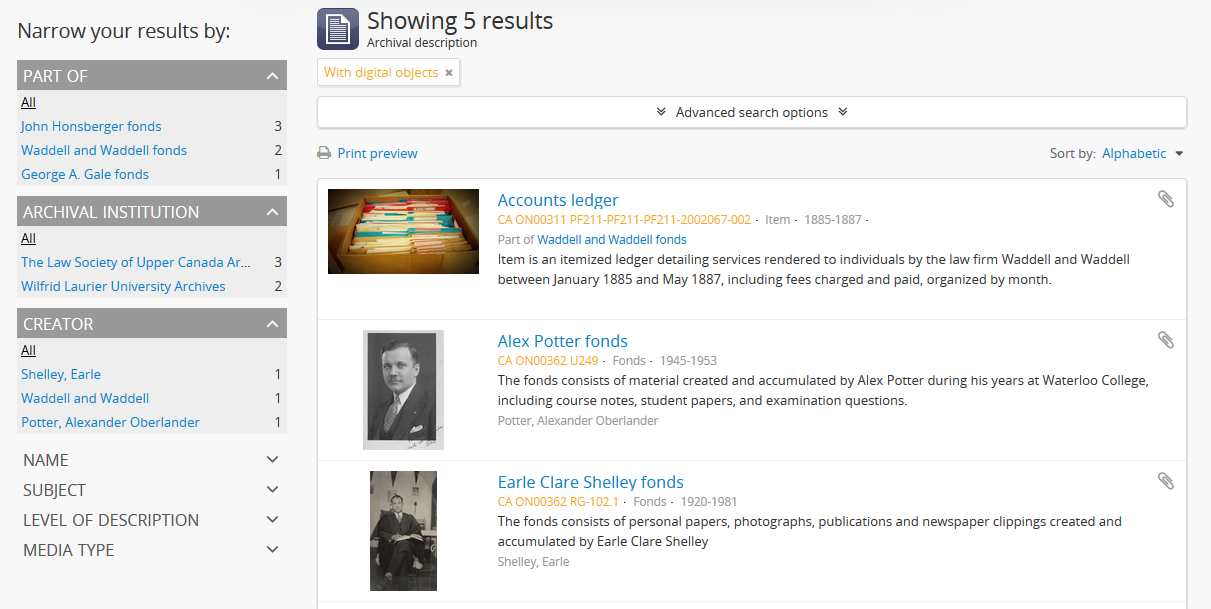 Narrow your results by:
PART OF
All
John Honsberger fonds 3
Waddell and Waddell fonds 2
George A. Gale fonds 1
ARCHIVAL INSTITUTION
All
The Law Society of Upper Canada Ar... 3
Wilfrid Laurier University Archives 2
CREATOR
All
Shelley, Earle 1
Waddell and Waddell 1
Potter, Alexander Oberlander 1
NAME
SUBJECT
LEVEL OF DESCRIPTION
MEDIA TYPE
Showing 5 results
Archival description
With digital objects ×
Advanced search options
Print preview
Sort by: Alphabetic
Accounts ledger
CA ON00311 PF211-PF211-PF211-2002067-002 · Item · 1885-1887 ·
Part of Waddell and Waddell fonds
Item is an itemized ledger detailing services rendered to individuals by the law firm Waddell and Waddell
between January 1885 and May 1887, including fees charged and paid, organized by month.
Alex Potter fonds
CA ON00362 U249 · Fonds · 1945-1953
The fonds consists of material created and accumulated by Alex Potter during his years at Waterloo College,
including course notes, student papers, and examination questions.
Potter, Alexander Oberlander
Earle Clare Shelley fonds
CA ON00362 RG-102.1 · Fonds · 1920-1981
The fonds consists of personal papers, photographs, publications and newspaper clippings created and
accumulated by Earle Clare Shelley
Shelley, Earle